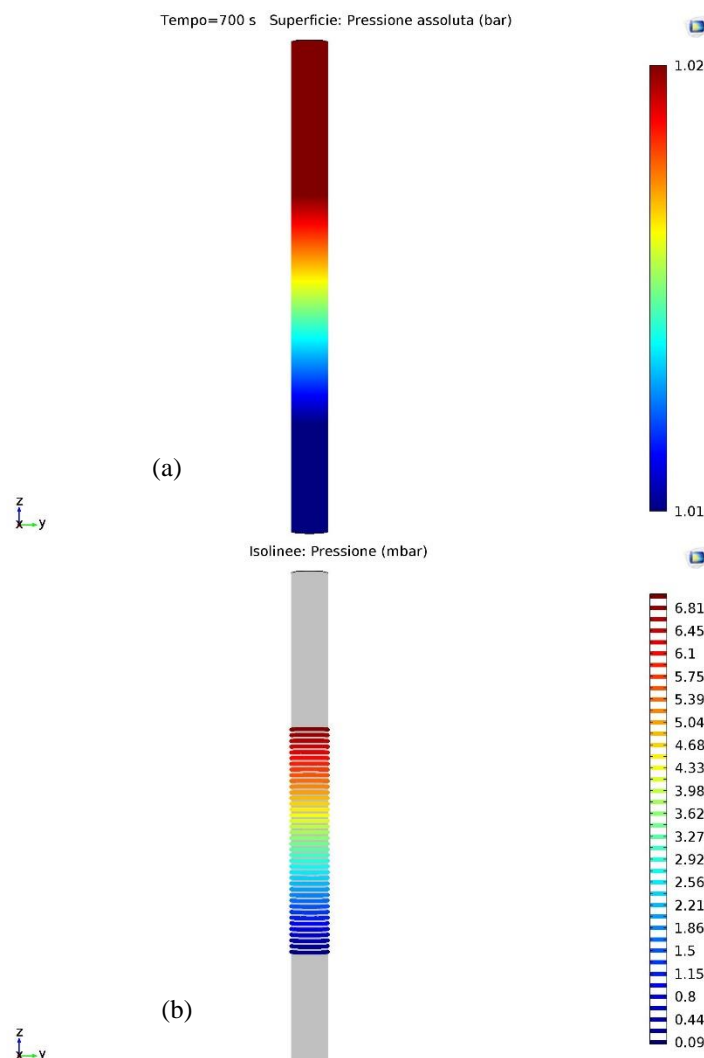 Tempo=700 s   Superficie: Pressione assoluta (bar)
1.02
1.01
(a)
z
x
y
Isolinee: Pressione (mbar)
6.81
6.45
6.1
5.75
5.39
5.04
4.68
4.33
3.98
3.62
3.27
2.92
2.56
2.21
1.86
1.5
1.15
0.8
0.44
0.09
(b)
z
x
y